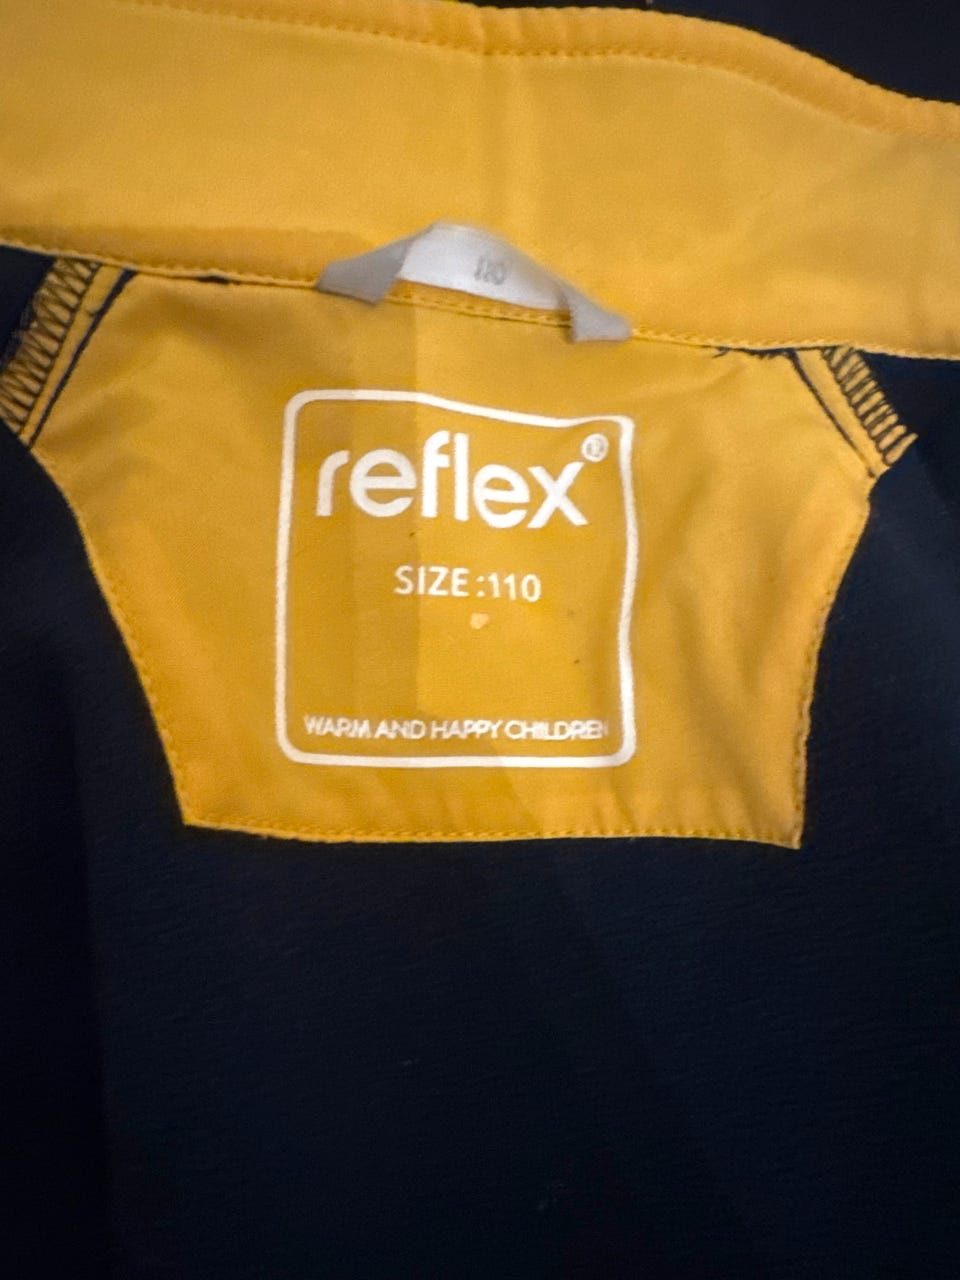 110
reflex®
SIZE:110
WARM AND HAPPY CHILDREN